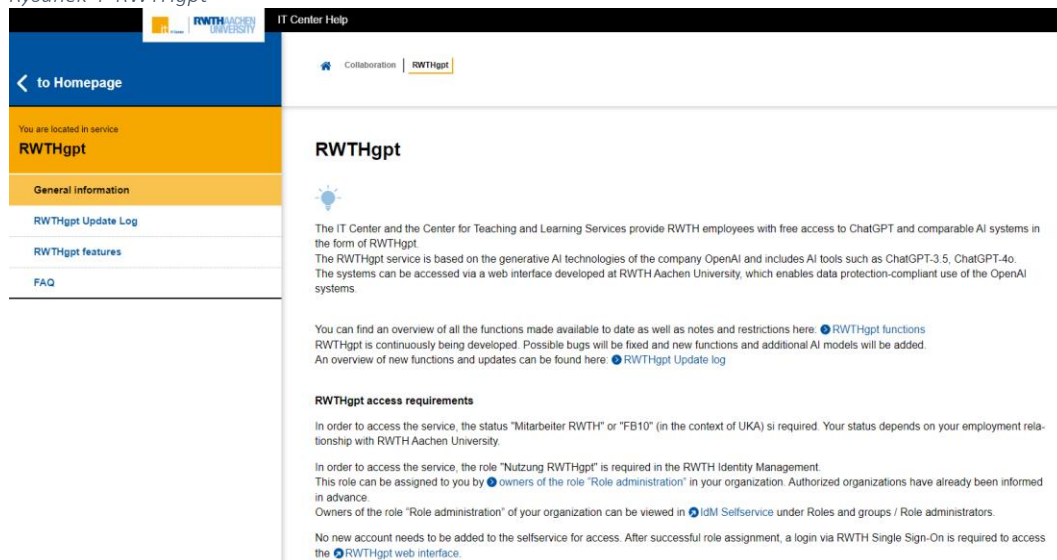 Rysunek 4 RWTHgpt
it. IT Center
RWTHAACHEN
UNIVERSITY
IT Center Help
to Homepage
Collaboration
RWTHgpt
You are located in service
RWTHgpt
General information
RWTHgpt Update Log
RWTHgpt features
FAQ
RWTHgpt
The IT Center and the Center for Teaching and Learning Services provide RWTH employees with free access to ChatGPT and comparable AI systems in
the form of RWTHgpt.
The RWTHgpt service is based on the generative AI technologies of the company OpenAI and includes AI tools such as ChatGPT-3.5, ChatGPT-4o.
The systems can be accessed via a web interface developed at RWTH Aachen University, which enables data protection-compliant use of the OpenAI
systems.
You can find an overview of all the functions made available to date as well as notes and restrictions here: RWTHgpt functions
RWTHgpt is continuously being developed. Possible bugs will be fixed and new functions and additional AI models will be added.
An overview of new functions and updates can be found here: RWTHgpt Update log
RWTHgpt access requirements
In order to access the service, the status "Mitarbeiter RWTH" or "FB10" (in the context of UKA) si required. Your status depends on your employment rela-
tionship with RWTH Aachen University.
In order to access the service, the role "Nutzung RWTHgpt" is required in the RWTH Identity Management.
This role can be assigned to you by owners of the role "Role administration" in your organization. Authorized organizations have already been informed
in advance.
Owners of the role "Role administration" of your organization can be viewed in IdM Selfservice under Roles and groups / Role administrators.
No new account needs to be added to the selfservice for access. After successful role assignment, a login via RWTH Single Sign-On is required to access
the RWTHgpt web interface.